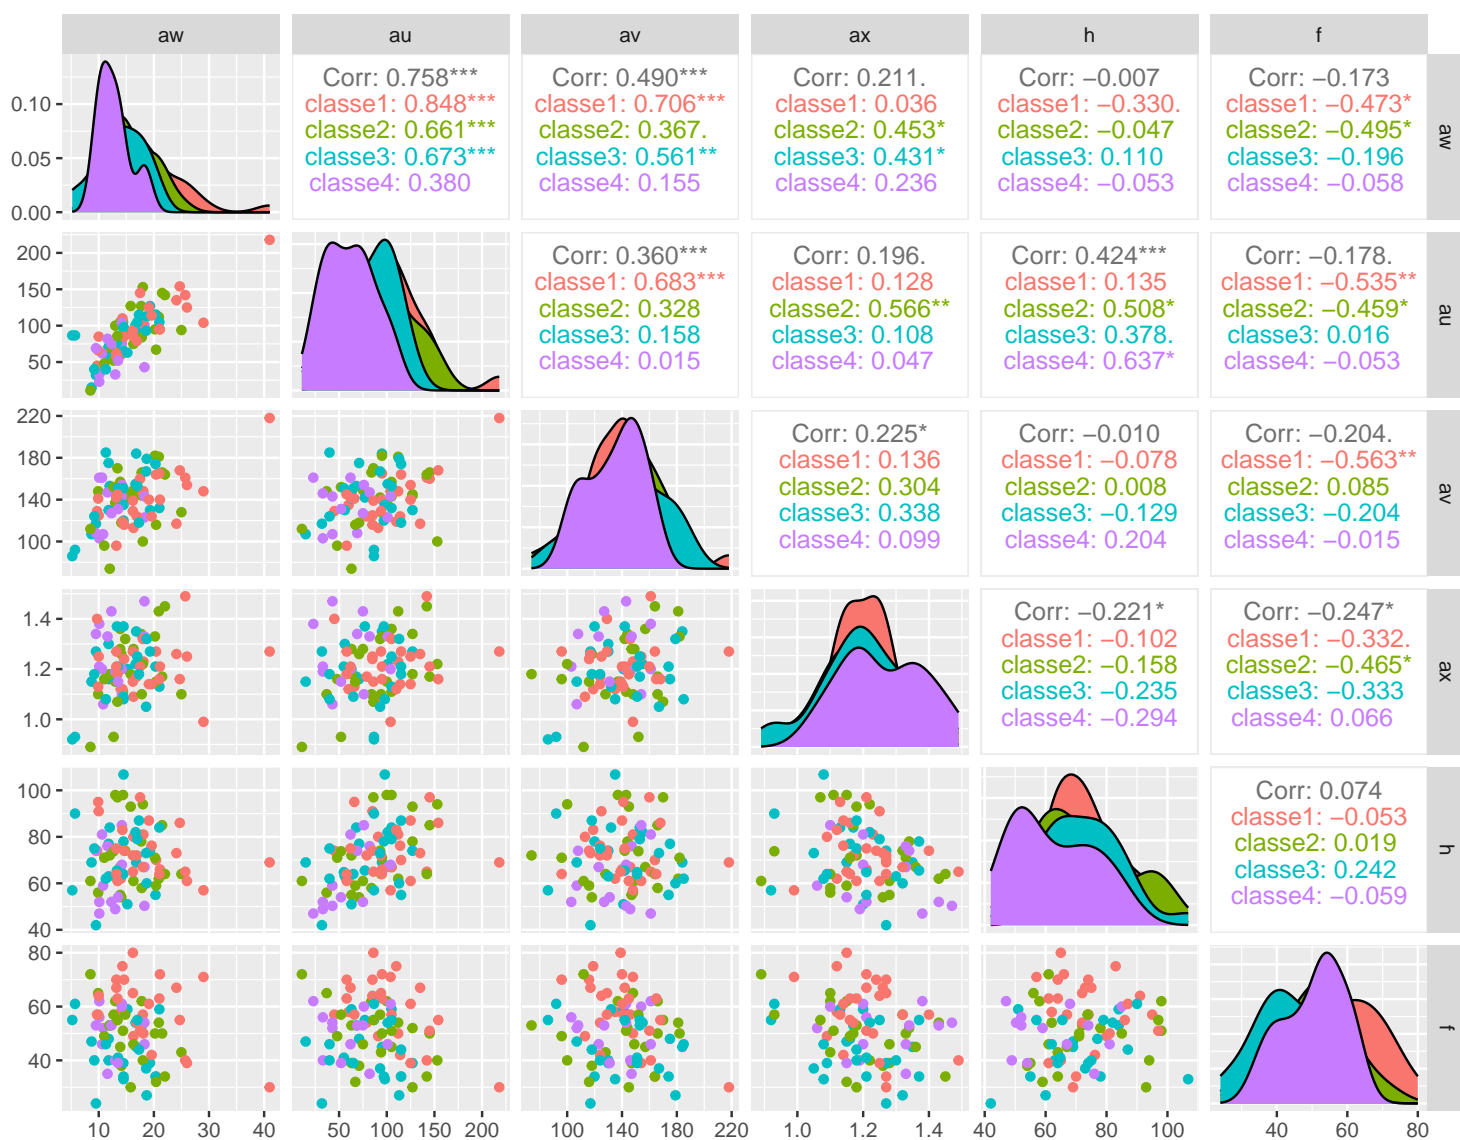 aw au av ax h f
Corr: 0.758*** Corr: 0.490*** Corr: 0.211. Corr: −0.007 Corr: −0.173
classe1: 0.848*** classe1: 0.706*** classe1: 0.036 classe1: −0.330. classe1: −0.473*
classe2: 0.661*** classe2: 0.367. classe2: 0.453* classe2: −0.047 classe2: −0.495*
classe3: 0.673*** classe3: 0.561** classe3: 0.431* classe3: 0.110 classe3: −0.196
classe4: 0.380 classe4: 0.155 classe4: 0.236 classe4: −0.053 classe4: −0.058
0.10
0.05
0.00
aw
Corr: 0.360*** Corr: 0.196. Corr: 0.424*** Corr: −0.178.
classe1: 0.683*** classe1: 0.128 classe1: 0.135 classe1: −0.535**
classe2: 0.328 classe2: 0.566** classe2: 0.508* classe2: −0.459*
classe3: 0.158 classe3: 0.108 classe3: 0.378. classe3: 0.016
classe4: 0.015 classe4: 0.047 classe4: 0.637* classe4: −0.053
200
150
100
50
au
Corr: 0.225* Corr: −0.010 Corr: −0.204.
classe1: 0.136 classe1: −0.078 classe1: −0.563**
classe2: 0.304 classe2: 0.008 classe2: 0.085
classe3: 0.338 classe3: −0.129 classe3: −0.204
classe4: 0.099 classe4: 0.204 classe4: −0.015
220
180
140
100
av
Corr: −0.221* Corr: −0.247*
classe1: −0.102 classe1: −0.332.
classe2: −0.158 classe2: −0.465*
classe3: −0.235 classe3: −0.333
classe4: −0.294 classe4: 0.066
1.4
1.2
1.0
ax
Corr: 0.074
classe1: −0.053
classe2: 0.019
classe3: 0.242
classe4: −0.059
100
80
60
40
h
80
60
40
f
10 20 30 40 50 100 150 200 100 140 180 220 1.0 1.2 1.4 40 60 80 100 40 60 80